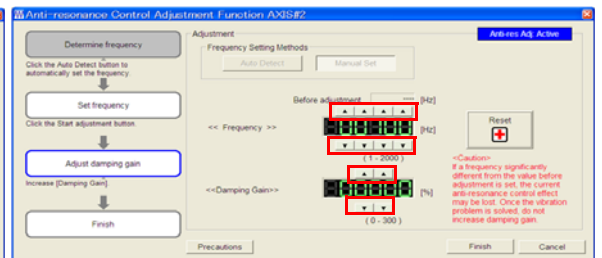 Anti-resonance Control Adjustment Function AXIS#2
Adjustment
Anti-res Adj: Active
Determine frequency
Frequency Setting Methods
Auto Detect
Manual Set
Click the Auto Detect button to
automatically set the frequency.
Before adjustment
---- [Hz]
Set frequency
Click the Start adjustment button.
<< Frequency >>
[Hz]
Reset
( 1 - 2000 )
Adjust damping gain
Increase [Damping Gain]
<<Damping Gain>>
[%]
( 0 - 300 )
<Caution>
If a frequency significantly
different from the value before
adjustment is set, the current
anti-resonance control effect
may be lost. Once the vibration
problem is solved, do not
increase damping gain.
Finish
Precautions
Finish
Cancel